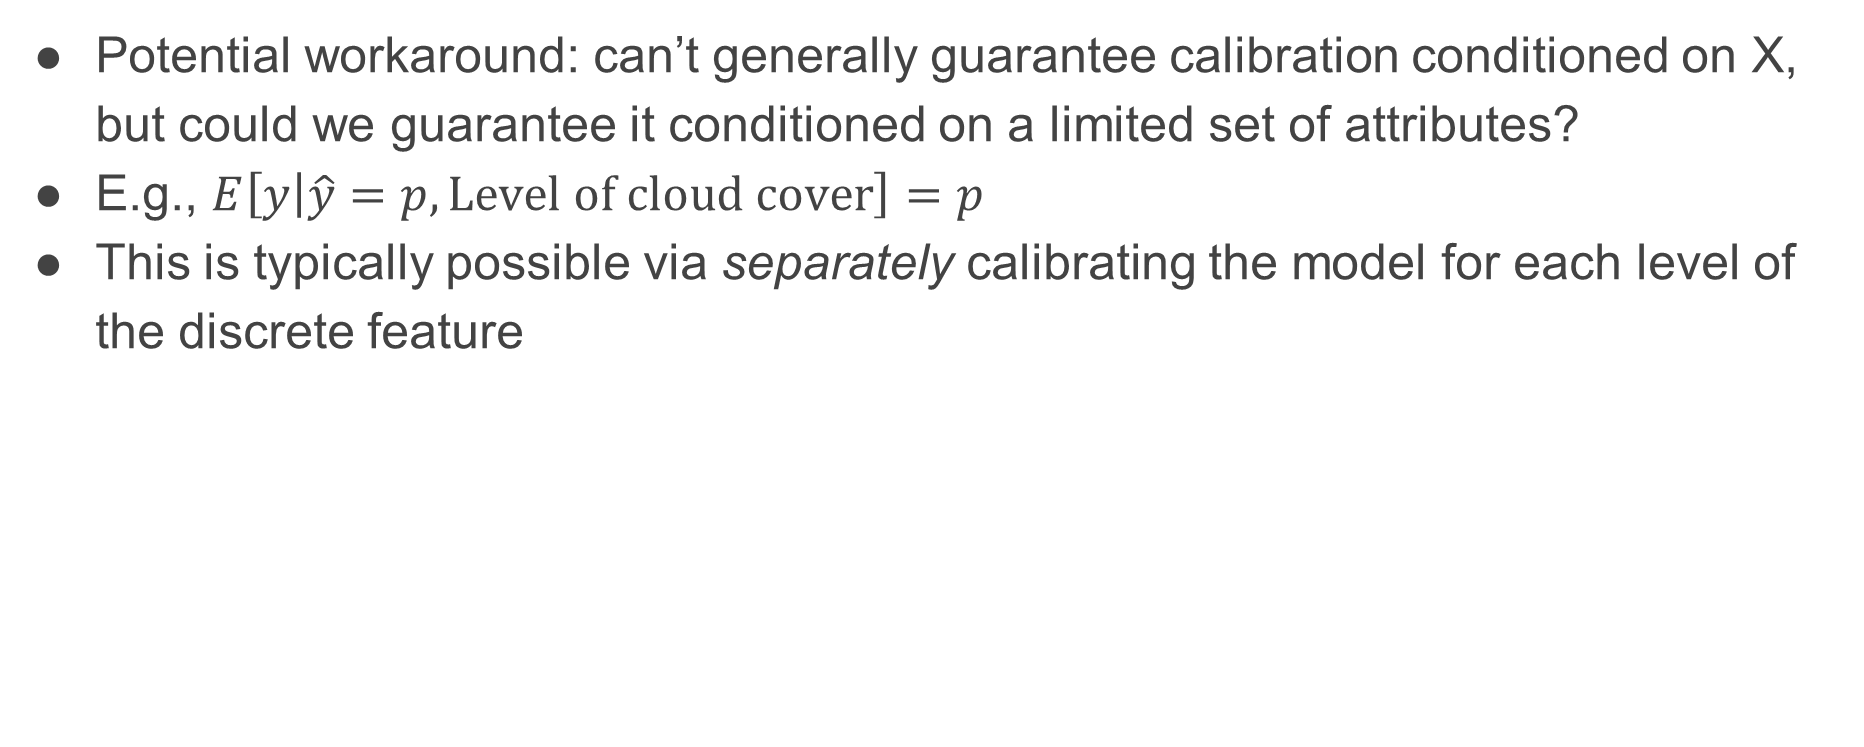 ● Potential workaround: can’t generally guarantee calibration conditioned on X,
but could we guarantee it conditioned on a limited set of attributes?
● E.g., 𝐸[𝑦|𝑦̂ = 𝑝, Level of cloud cover] = 𝑝
● This is typically possible via separately calibrating the model for each level of
the discrete feature